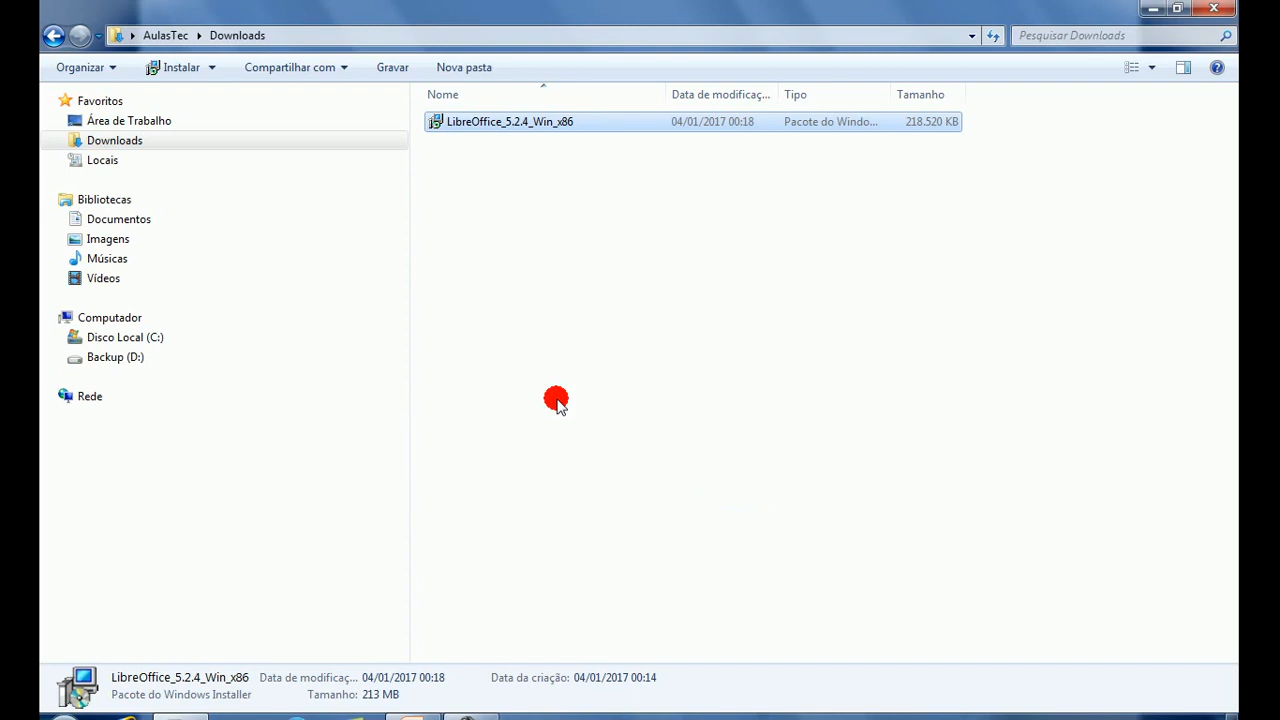 AulasTec Downloads Pesquisar Downloads
Organizar Instalar Compartilhar com Gravar Nova pasta
Favoritos
Área de Trabalho
Downloads
Locais
Bibliotecas
Documentos
Imagens
Músicas
Vídeos
Computador
Disco Local (C:)
Backup (D:)
Rede
Nome Data de modificaç... Tipo Tamanho
LibreOffice_5.2.4_Win_x86 04/01/2017 00:18 Pacote do Windo... 218.520 KB
LibreOffice_5.2.4_Win_x86 Data de modificaç... 04/01/2017 00:18 Data da criação: 04/01/2017 00:14
Pacote do Windows Installer Tamanho: 213 MB